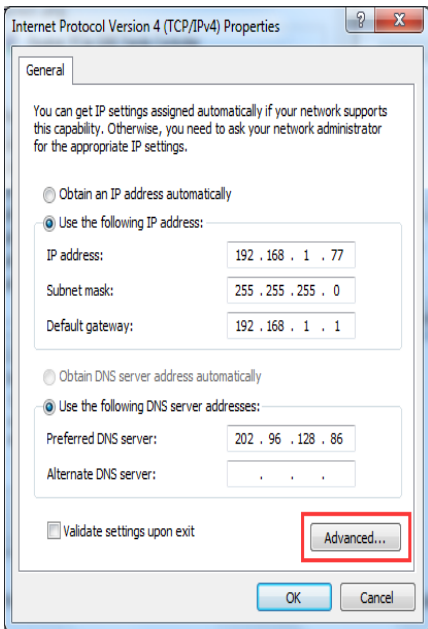 Internet Protocol Version 4 (TCP/IPv4) Properties
General
You can get IP settings assigned automatically if your network supports
this capability. Otherwise, you need to ask your network administrator
for the appropriate IP settings.
Obtain an IP address automatically
Use the following IP address:
IP address: 192 . 168 . 1 . 77
Subnet mask: 255 . 255 . 255 . 0
Default gateway: 192 . 168 . 1 . 1
Obtain DNS server address automatically
Use the following DNS server addresses:
Preferred DNS server: 202 . 96 . 128 . 86
Alternate DNS server: . . .
Validate settings upon exit
Advanced...
OK Cancel